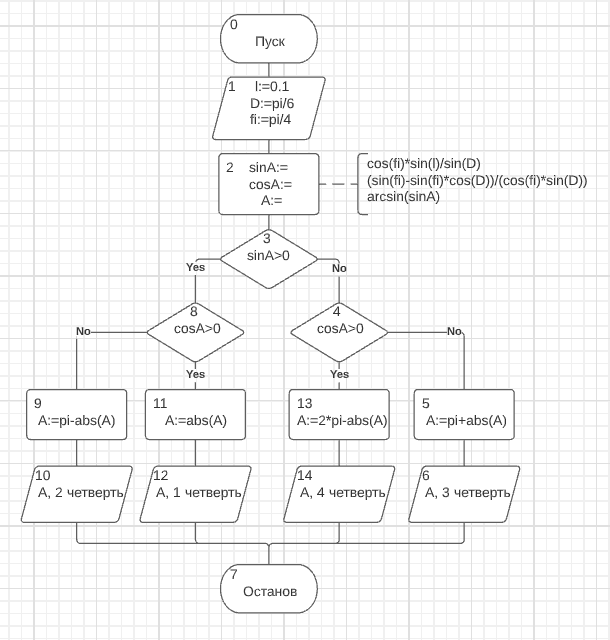 0
Пуск
1 l:=0.1
D:=pi/6
fi:=pi/4
2 sinA:=
cosA:=
A:=
cos(fi)*sin(l)/sin(D)
(sin(fi)-sin(fi)*cos(D))/(cos(fi)*sin(D))
arcsin(sinA)
3
sinA>0
Yes
No
8
cosA>0
4
cosA>0
No
Yes
Yes
No
9
A:=pi-abs(A)
11
A:=abs(A)
13
A:=2*pi-abs(A)
5
A:=pi+abs(A)
10
A, 2 четверть
12
A, 1 четверть
14
A, 4 четверть
6
A, 3 четверть
7
Останов